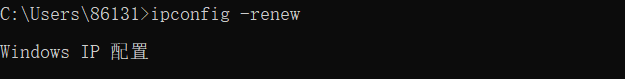 C:\Users\86131>ipconfig -renew
Windows IP 配置